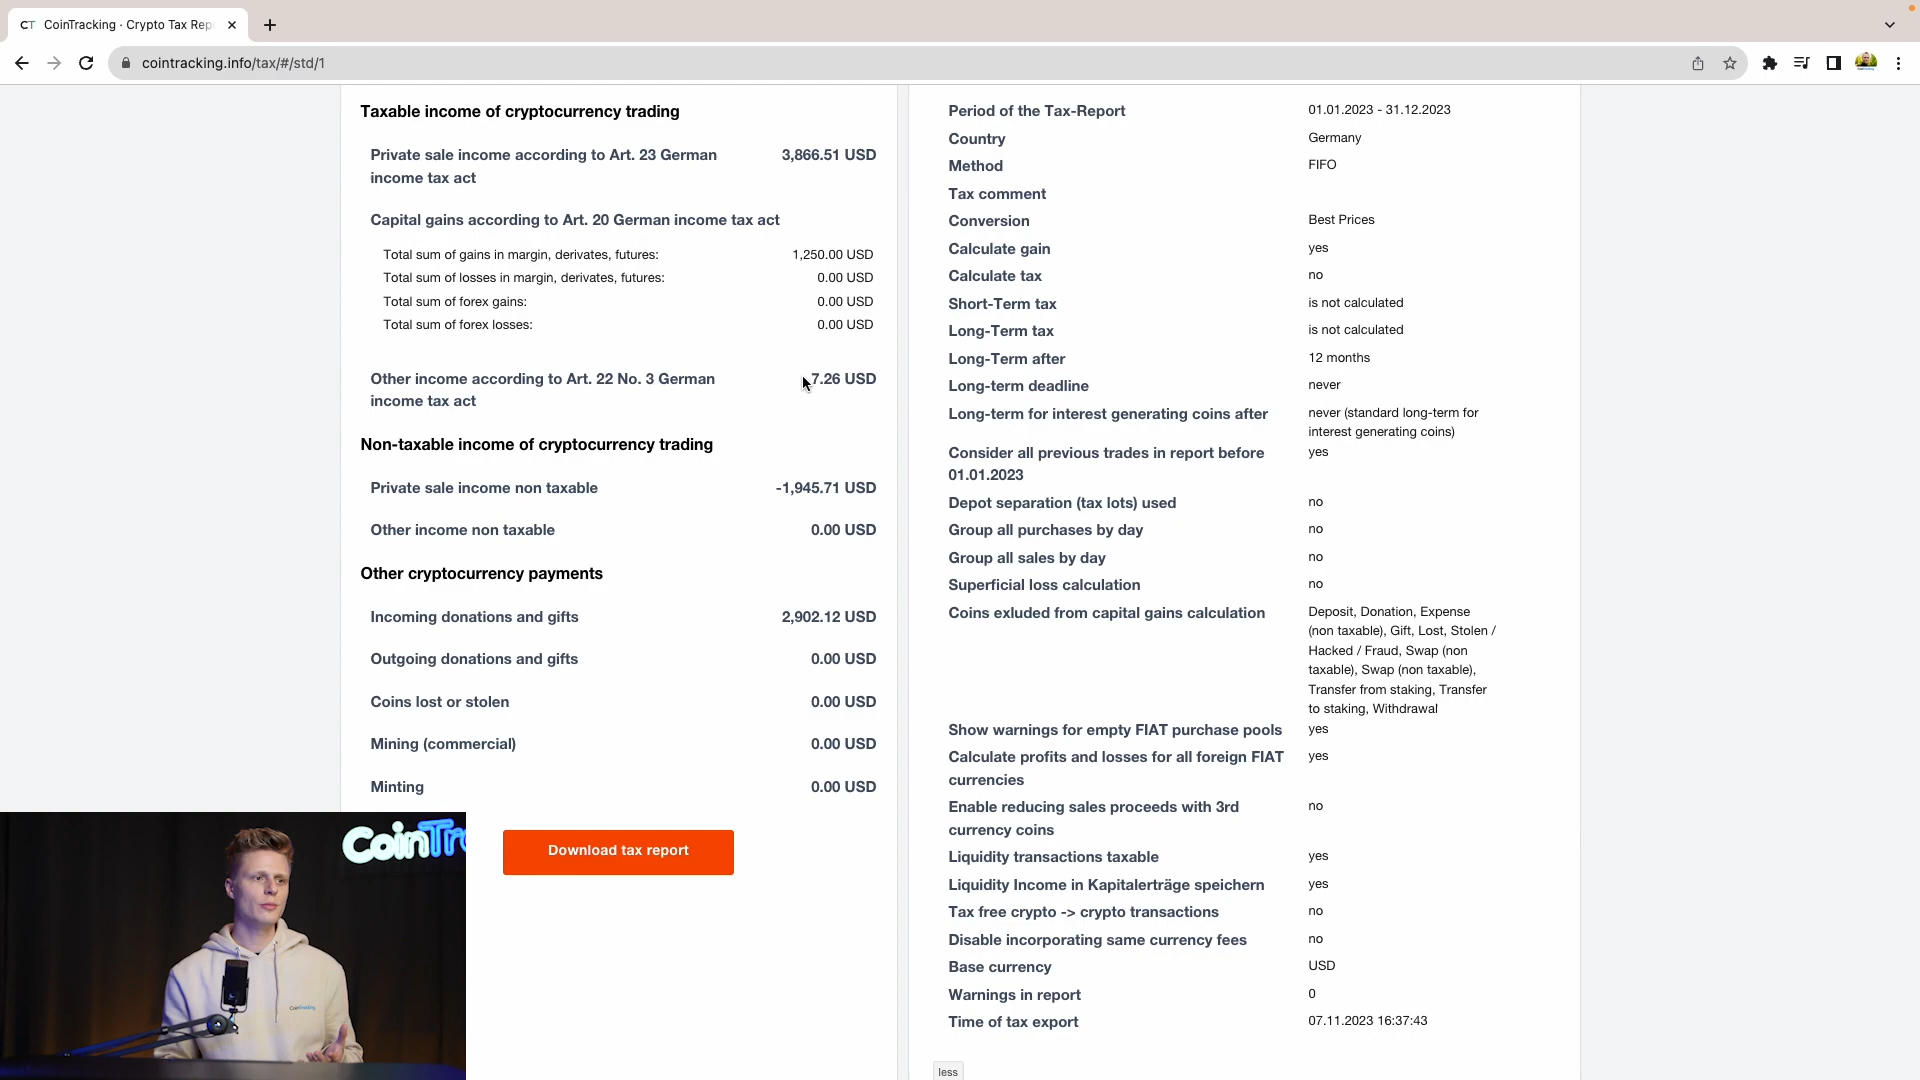 CT CoinTracking · Crypto Tax Rep
cointracking.info/tax/#/std/1
Taxable income of cryptocurrency trading
Private sale income according to Art. 23 German income tax act 3,866.51 USD
Capital gains according to Art. 20 German income tax act
Total sum of gains in margin, derivates, futures: 1,250.00 USD
Total sum of losses in margin, derivates, futures: 0.00 USD
Total sum of forex gains: 0.00 USD
Total sum of forex losses: 0.00 USD
Other income according to Art. 22 No. 3 German income tax act 7.26 USD
Non-taxable income of cryptocurrency trading
Private sale income non taxable -1,945.71 USD
Other income non taxable 0.00 USD
Other cryptocurrency payments
Incoming donations and gifts 2,902.12 USD
Outgoing donations and gifts 0.00 USD
Coins lost or stolen 0.00 USD
Mining (commercial) 0.00 USD
Minting 0.00 USD
Download tax report
CoinTr
CoinTracking
Period of the Tax-Report 01.01.2023 - 31.12.2023
Country Germany
Method FIFO
Tax comment
Conversion Best Prices
Calculate gain yes
Calculate tax no
Short-Term tax is not calculated
Long-Term tax is not calculated
Long-Term after 12 months
Long-term deadline never
Long-term for interest generating coins after never (standard long-term for
interest generating coins)
Consider all previous trades in report before yes
01.01.2023
Depot separation (tax lots) used no
Group all purchases by day no
Group all sales by day no
Superficial loss calculation no
Coins exluded from capital gains calculation Deposit, Donation, Expense
(non taxable), Gift, Lost, Stolen /
Hacked / Fraud, Swap (non
taxable), Swap (non taxable),
Transfer from staking, Transfer
to staking, Withdrawal
Show warnings for empty FIAT purchase pools yes
Calculate profits and losses for all foreign FIAT yes
currencies
Enable reducing sales proceeds with 3rd no
currency coins
Liquidity transactions taxable yes
Liquidity Income in Kapitalerträge speichern yes
Tax free crypto -> crypto transactions no
Disable incorporating same currency fees no
Base currency USD
Warnings in report 0
Time of tax export 07.11.2023 16:37:43
less